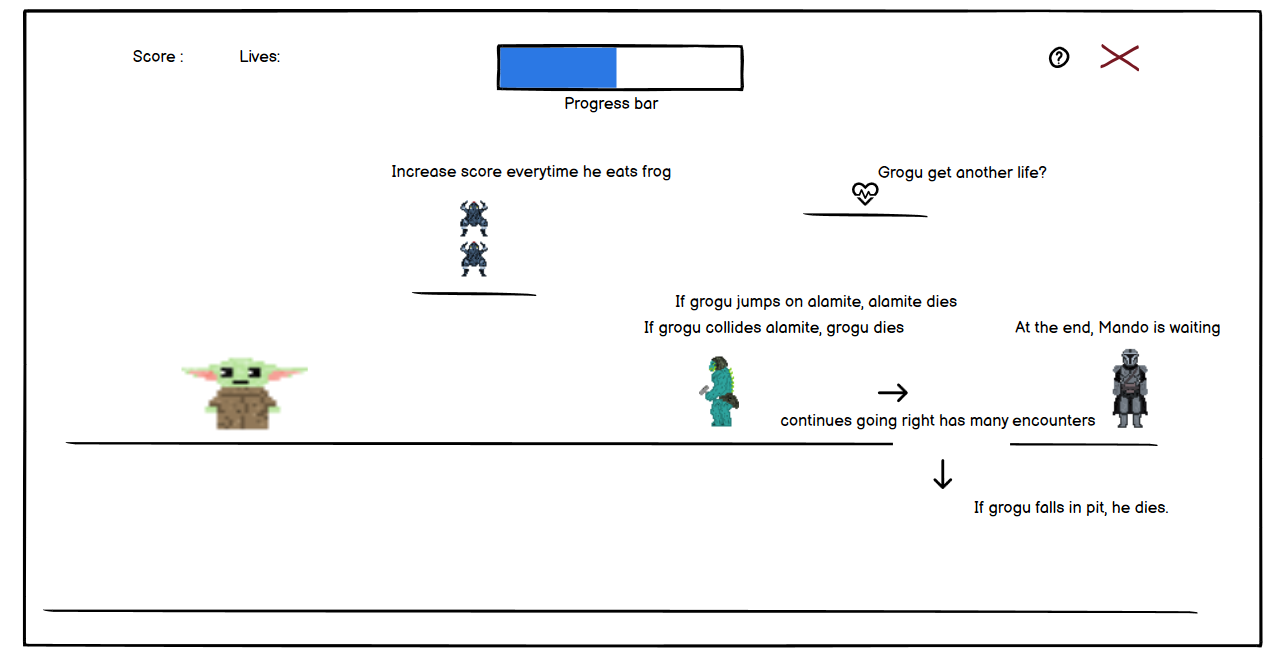 Score :
Lives:
?
Progress bar
Increase score everytime he eats frog
Grogu get another life?
If grogu jumps on alamite, alamite dies
If grogu collides alamite, grogu dies
At the end, Mando is waiting
continues going right has many encounters
If grogu falls in pit, he dies.